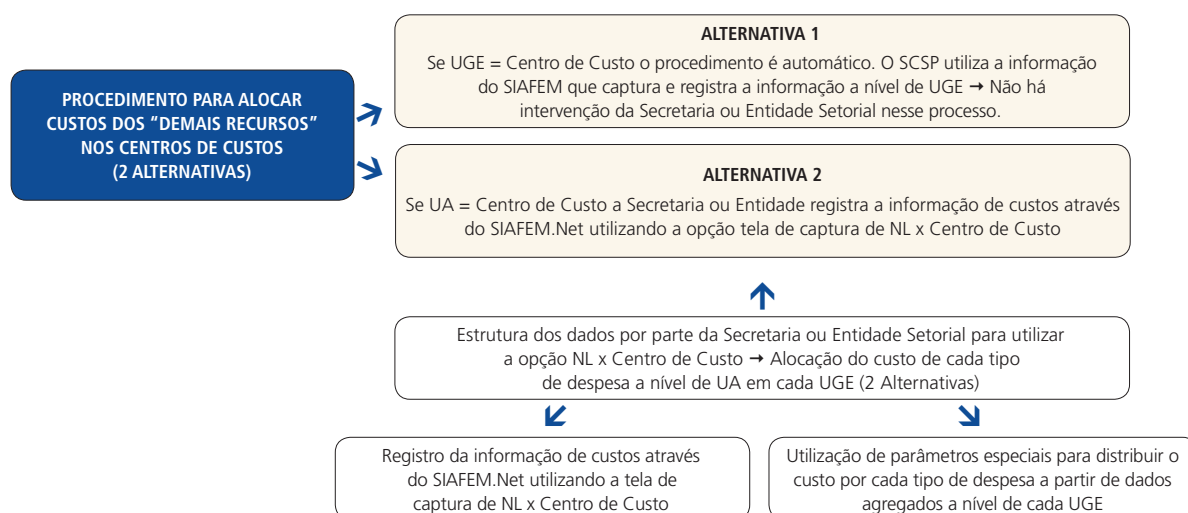 PROCEDIMENTO PARA ALOCAR
CUSTOS DOS "DEMAIS RECURSOS"
NOS CENTROS DE CUSTOS
(2 ALTERNATIVAS)
ALTERNATIVA 1
Se UGE = Centro de Custo o procedimento é automático. O SCSP utiliza a informação
do SIAFEM que captura e registra a informação a nível de UGE → Não há
intervenção da Secretaria ou Entidade Setorial nesse processo.
ALTERNATIVA 2
Se UA = Centro de Custo a Secretaria ou Entidade registra a informação de custos através
do SIAFEM.Net utilizando a opção tela de captura de NL x Centro de Custo
Estrutura dos dados por parte da Secretaria ou Entidade Setorial para utilizar
a opção NL x Centro de Custo → Alocação do custo de cada tipo
de despesa a nível de UA em cada UGE (2 Alternativas)
Registro da informação de custos através
do SIAFEM.Net utilizando a tela de
captura de NL x Centro de Custo
Utilização de parâmetros especiais para distribuir o
custo por cada tipo de despesa a partir de dados
agregados a nível de cada UGE